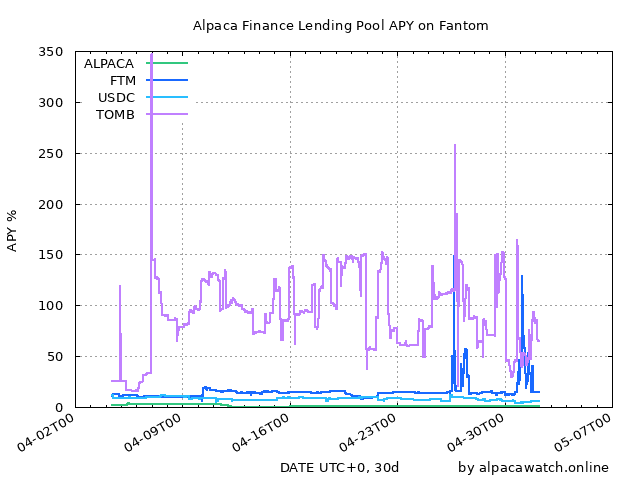 Alpaca Finance Lending Pool APY on Fantom
350
300
250
200
150
100
50
0
APY %
ALPACA
FTM
USDC
TOMB
04-02T00
04-09T00
04-16T00
04-23T00
04-30T00
05-07T00
DATE UTC+0, 30d
by alpacawatch.online